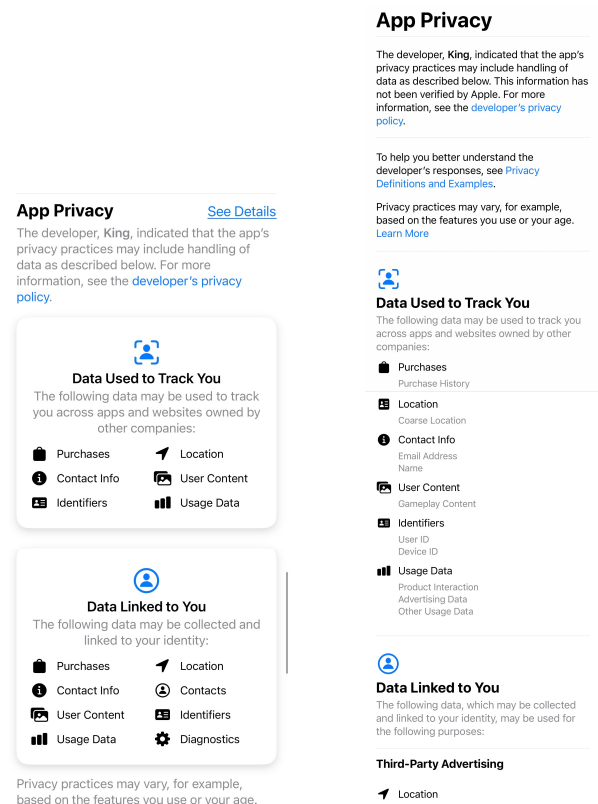 App Privacy
See Details
The developer, King, indicated that the app's
privacy practices may include handling of
data as described below. For more
information, see the developer's privacy
policy.
Data Used to Track You
The following data may be used to track
you across apps and websites owned by
other companies:
Purchases
Location
Contact Info
User Content
Identifiers
Usage Data
Data Linked to You
The following data may be collected and
linked to your identity:
Purchases
Location
Contact Info
Contacts
User Content
Identifiers
Usage Data
Diagnostics
Privacy practices may vary, for example,
based on the features you use or your age.
App Privacy
The developer, King, indicated that the app's
privacy practices may include handling of
data as described below. This information has
not been verified by Apple. For more
information, see the developer's privacy
policy.
To help you better understand the
developer's responses, see Privacy
Definitions and Examples.
Privacy practices may vary, for example,
based on the features you use or your age.
Learn More
Data Used to Track You
The following data may be used to track you
across apps and websites owned by other
companies:
Purchases
Purchase History
Location
Coarse Location
Contact Info
Email Address
Name
User Content
Gameplay Content
Identifiers
User ID
Device ID
Usage Data
Product Interaction
Advertising Data
Other Usage Data
Data Linked to You
The following data, which may be collected
and linked to your identity, may be used for
the following purposes:
Third-Party Advertising
Location